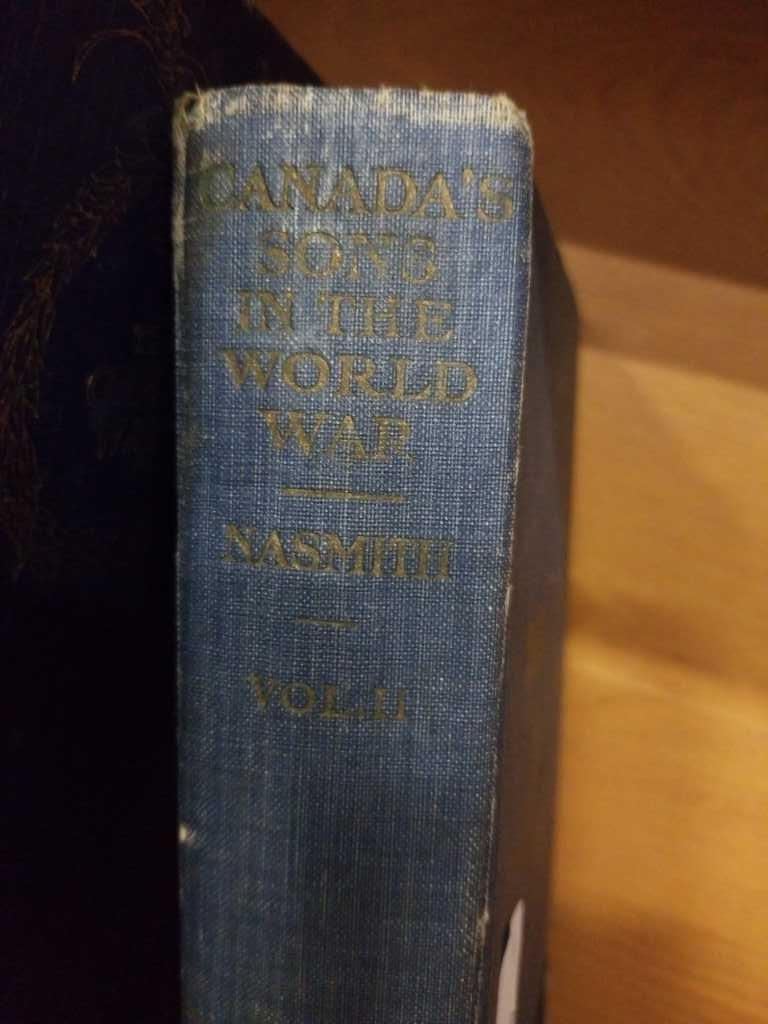 CANADA'S
SONS
IN THE
WORLD
WAR
NASMITH
VOL. II